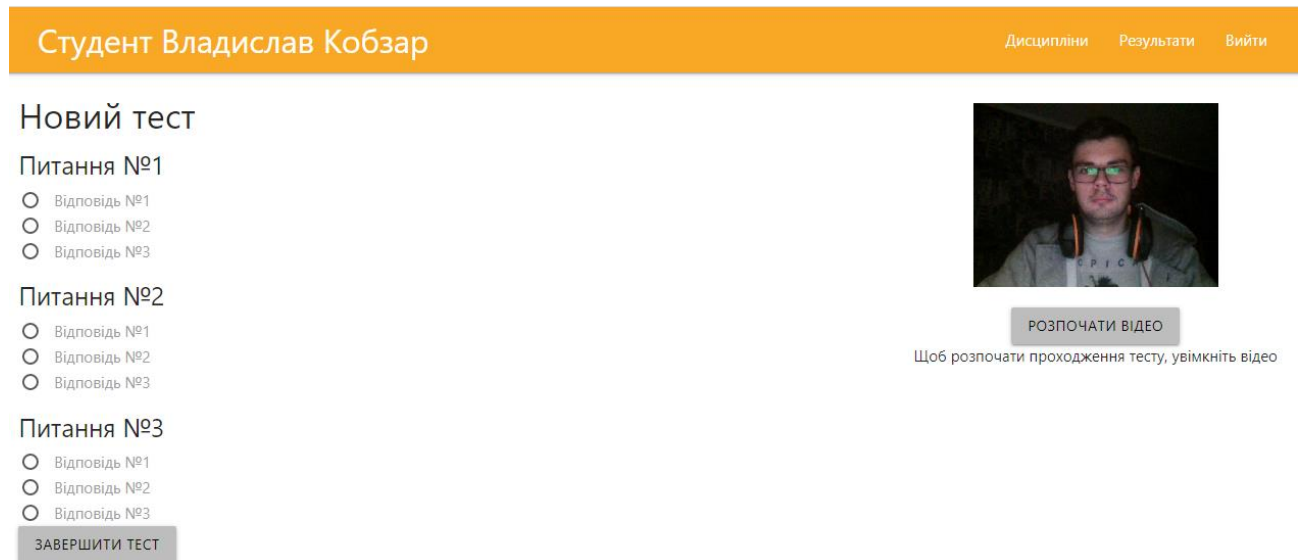 Студент Владислав Кобзар
Дисципліни Результати Вийти
Новий тест
Питання №1
Відповідь №1
Відповідь №2
Відповідь №3
Питання №2
Відповідь №1
Відповідь №2
Відповідь №3
Питання №3
Відповідь №1
Відповідь №2
Відповідь №3
ЗАВЕРШИТИ ТЕСТ
РОЗПОЧАТИ ВІДЕО
Щоб розпочати проходження тесту, увімкніть відео